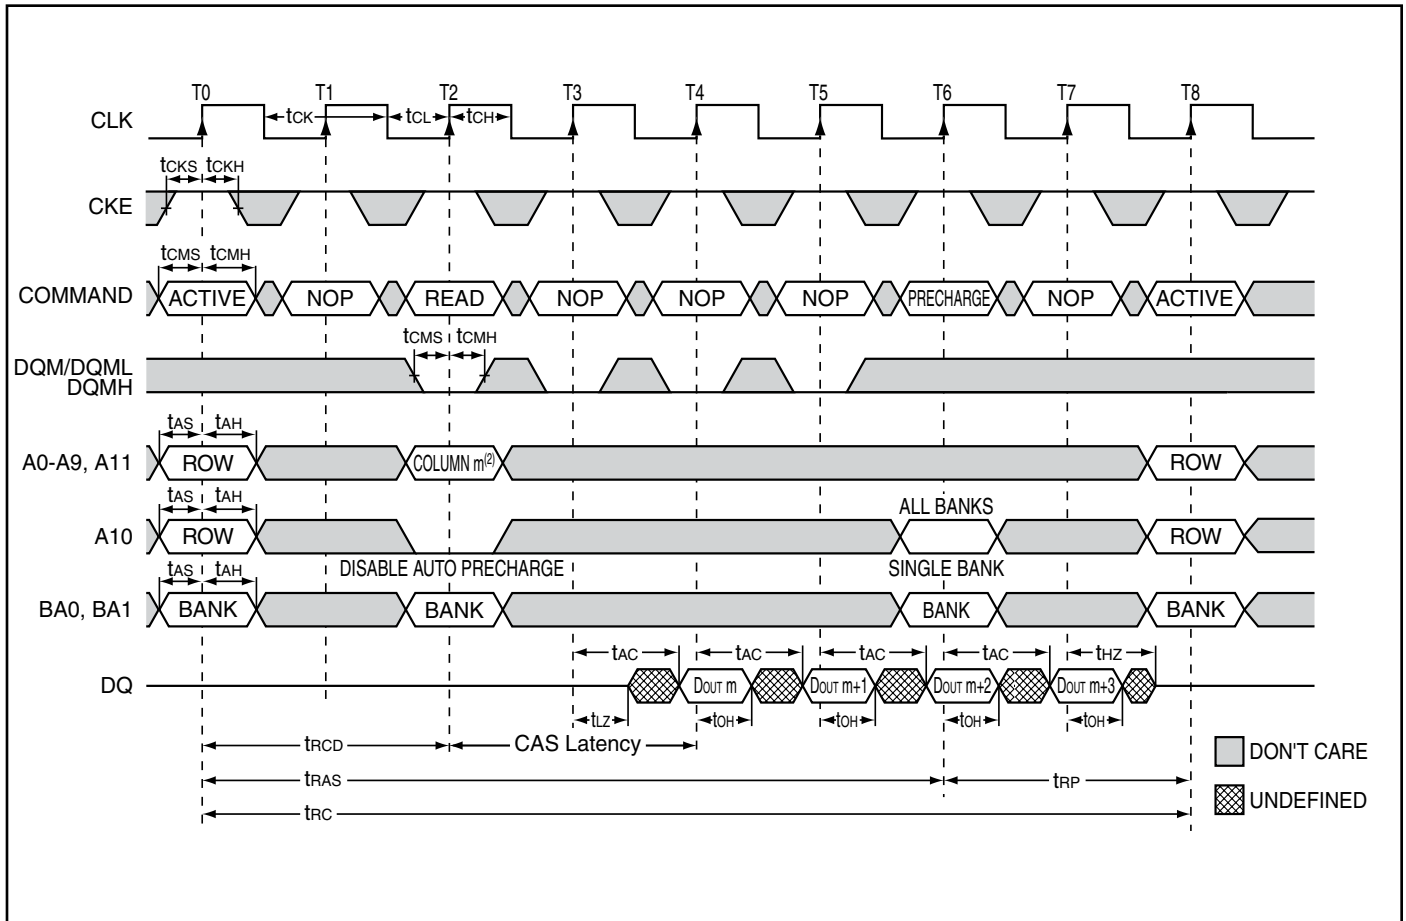 T0 T1 T2 T3 T4 T5 T6 T7 T8
CLK tCK tCL tCH
tCKS tCKH
CKE
tCMS tCMH
COMMAND ACTIVE NOP READ NOP NOP NOP PRECHARGE NOP ACTIVE
tCMS tCMH
DQM/DQML
DQMH
tAS tAH
A0-A9, A11 ROW COLUMN m(2) ROW
tAS tAH ALL BANKS
A10 ROW ROW
tAS tAH DISABLE AUTO PRECHARGE SINGLE BANK
BA0, BA1 BANK BANK BANK BANK
tAC tAC tAC tAC tHZ
DQ DOUT m DOUT m+1 DOUT m+2 DOUT m+3
tLZ tOH tOH tOH tOH
tRCD CAS Latency
DON'T CARE
tRAS tRP
UNDEFINED
tRC